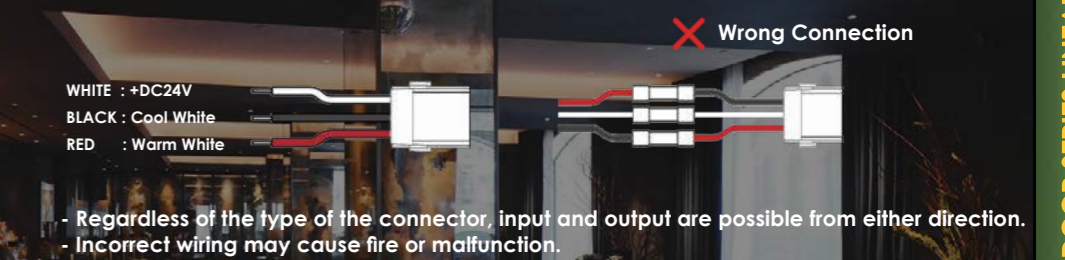 Wrong Connection
WHITE : +DC24V
BLACK : Cool White
RED : Warm White
- Regardless of the type of the connector, input and output are possible from either direction.
- Incorrect wiring may cause fire or malfunction.